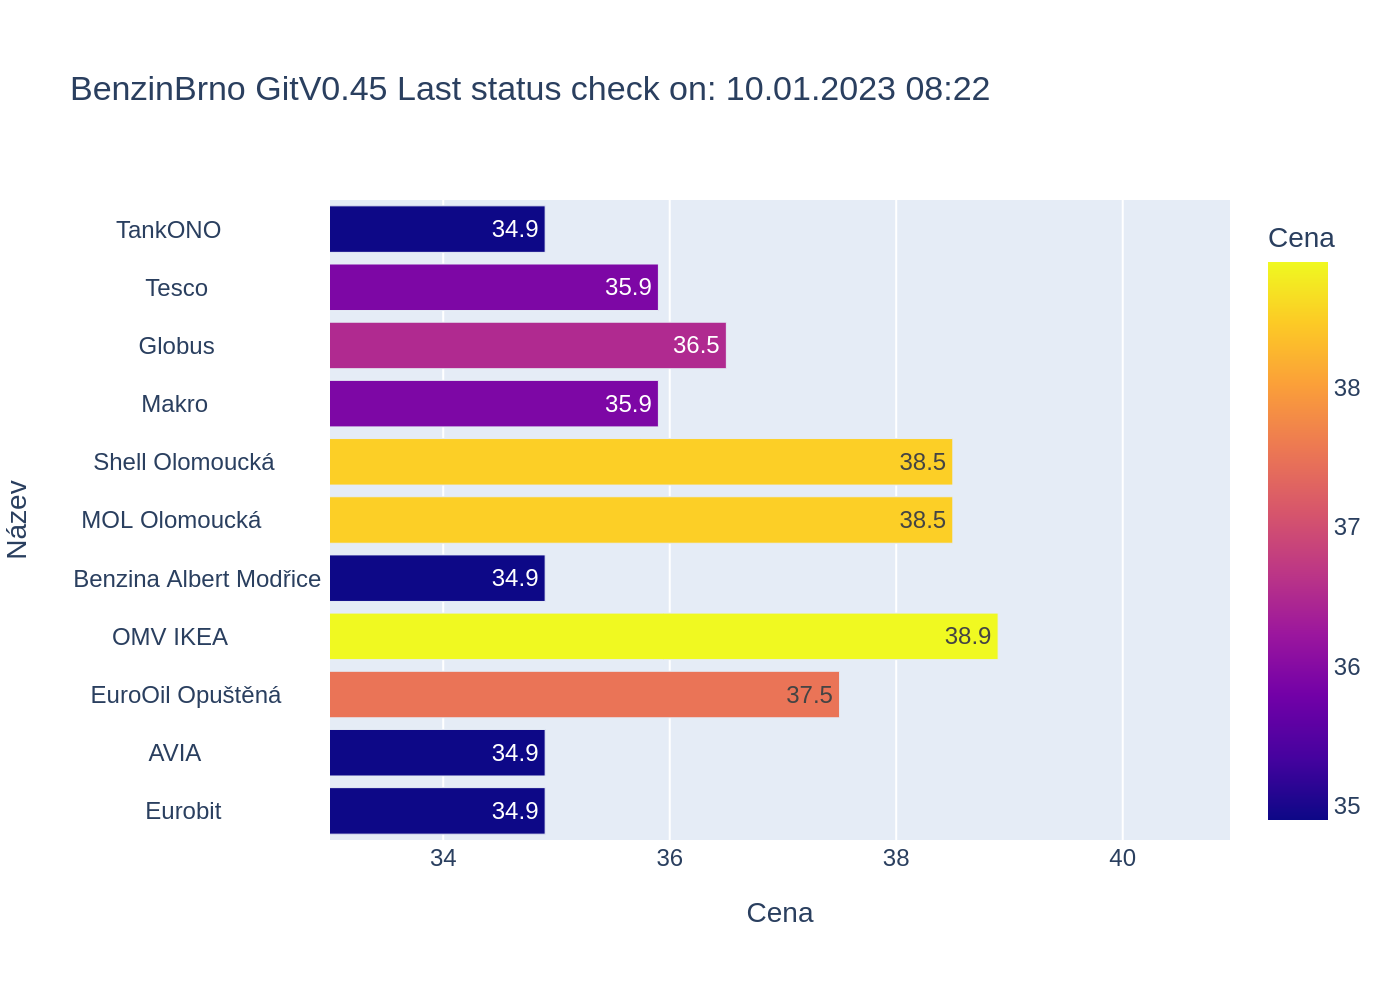 BenzinBrno GitV0.45 Last status check on: 10.01.2023 08:22
Název
TankONO 34.9
Tesco 35.9
Globus 36.5
Makro 35.9
Shell Olomoucká 38.5
MOL Olomoucká 38.5
Benzina Albert Modřice 34.9
OMV IKEA 38.9
EuroOil Opuštěná 37.5
AVIA 34.9
Eurobit 34.9
34 36 38 40
Cena
Cena
38
37
36
35